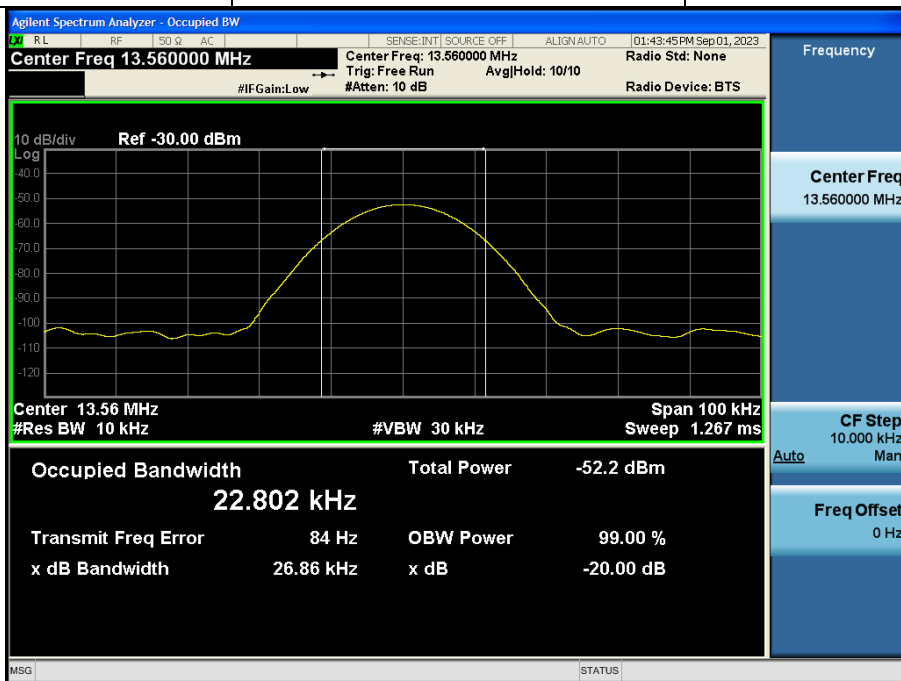 Agilent Spectrum Analyzer - Occupied BW
LXI RL RF 50 Ω AC SENSE:INT SOURCE OFF ALIGN AUTO 01:43:45 PM Sep 01, 2023
Center Freq 13.560000 MHz
Center Freq: 13.560000 MHz Radio Std: None
Trig: Free Run Avg|Hold: 10/10
#IFGain:Low #Atten: 10 dB Radio Device: BTS
10 dB/div Ref -30.00 dBm
Log
-40.0
-50.0
-60.0
-70.0
-80.0
-90.0
-100
-110
-120
Center 13.56 MHz Span 100 kHz
#Res BW 10 kHz #VBW 30 kHz Sweep 1.267 ms
Occupied Bandwidth Total Power -52.2 dBm
22.802 kHz
Transmit Freq Error 84 Hz OBW Power 99.00 %
x dB Bandwidth 26.86 kHz x dB -20.00 dB
MSG STATUS
Frequency
Center Freq
13.560000 MHz
CF Step
10.000 kHz
Auto Man
Freq Offset
0 Hz